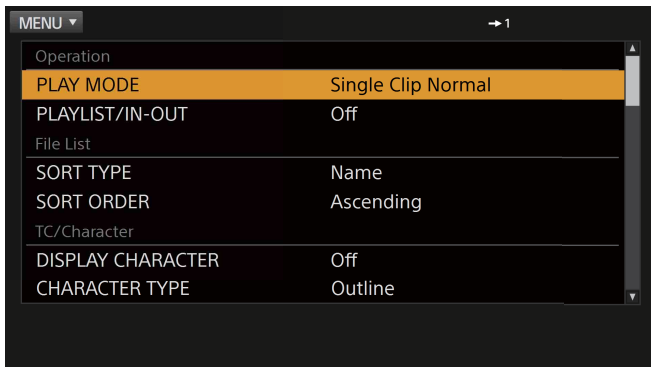 MENU ▼ → 1
Operation
PLAY MODE Single Clip Normal
PLAYLIST/IN-OUT Off
File List
SORT TYPE Name
SORT ORDER Ascending
TC/Character
DISPLAY CHARACTER Off
CHARACTER TYPE Outline